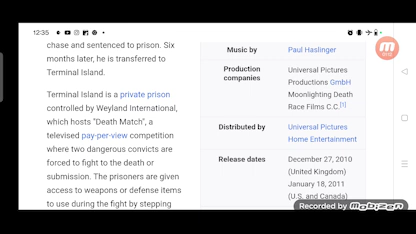 12:35
chase and sentenced to prison. Six
months later, he is transferred to
Terminal Island.
Terminal Island is a private prison
controlled by Weyland International,
which hosts "Death Match", a
televised pay-per-view competition
where two dangerous convicts are
forced to fight to the death or
submission. The prisoners are given
access to weapons or defense items
to use during the fight by stepping
Music by Paul Haslinger
Production Universal Pictures
companies Productions GmbH
Moonlighting Death
Race Films C.C.[1]
Distributed by Universal Pictures
Home Entertainment
Release dates December 27, 2010
(United Kingdom)
January 18, 2011
(U.S. and Canada)
Recorded by Mobizen